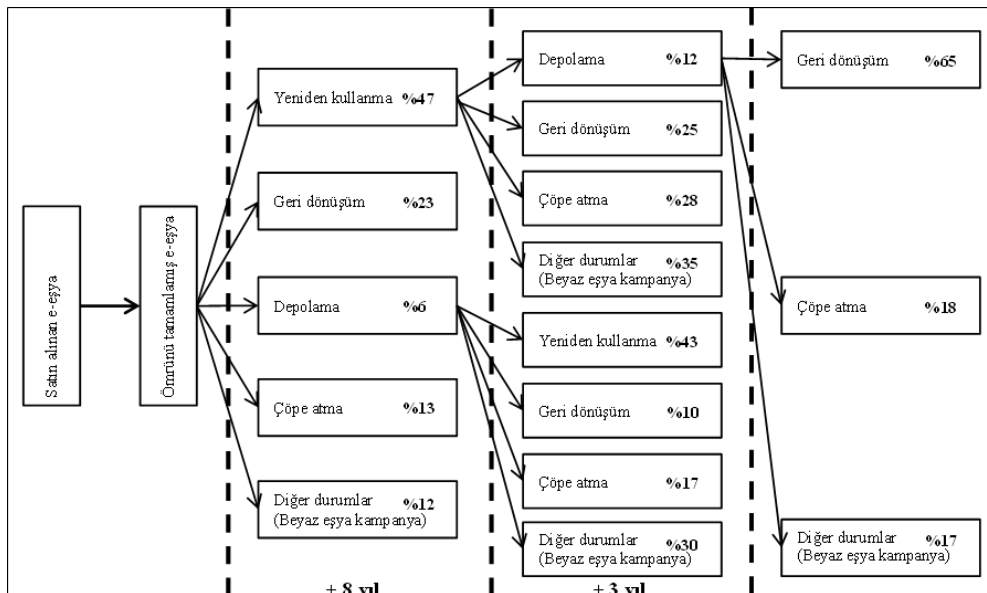 Satın alınan e-eşya
Ömrünü tamamlamış e-eşya
Yeniden kullanma %47
Geri dönüşüm %23
Depolama %6
Çöpe atma %13
Diğer durumlar %12
(Beyaz eşya kampanya)
+ 8 yıl
Depolama %12
Geri dönüşüm %25
Çöpe atma %28
Diğer durumlar %35
(Beyaz eşya kampanya)
Yeniden kullanma %43
Geri dönüşüm %10
Çöpe atma %17
Diğer durumlar %30
(Beyaz eşya kampanya)
+ 3 yıl
Geri dönüşüm %65
Çöpe atma %18
Diğer durumlar %17
(Beyaz eşya kampanya)